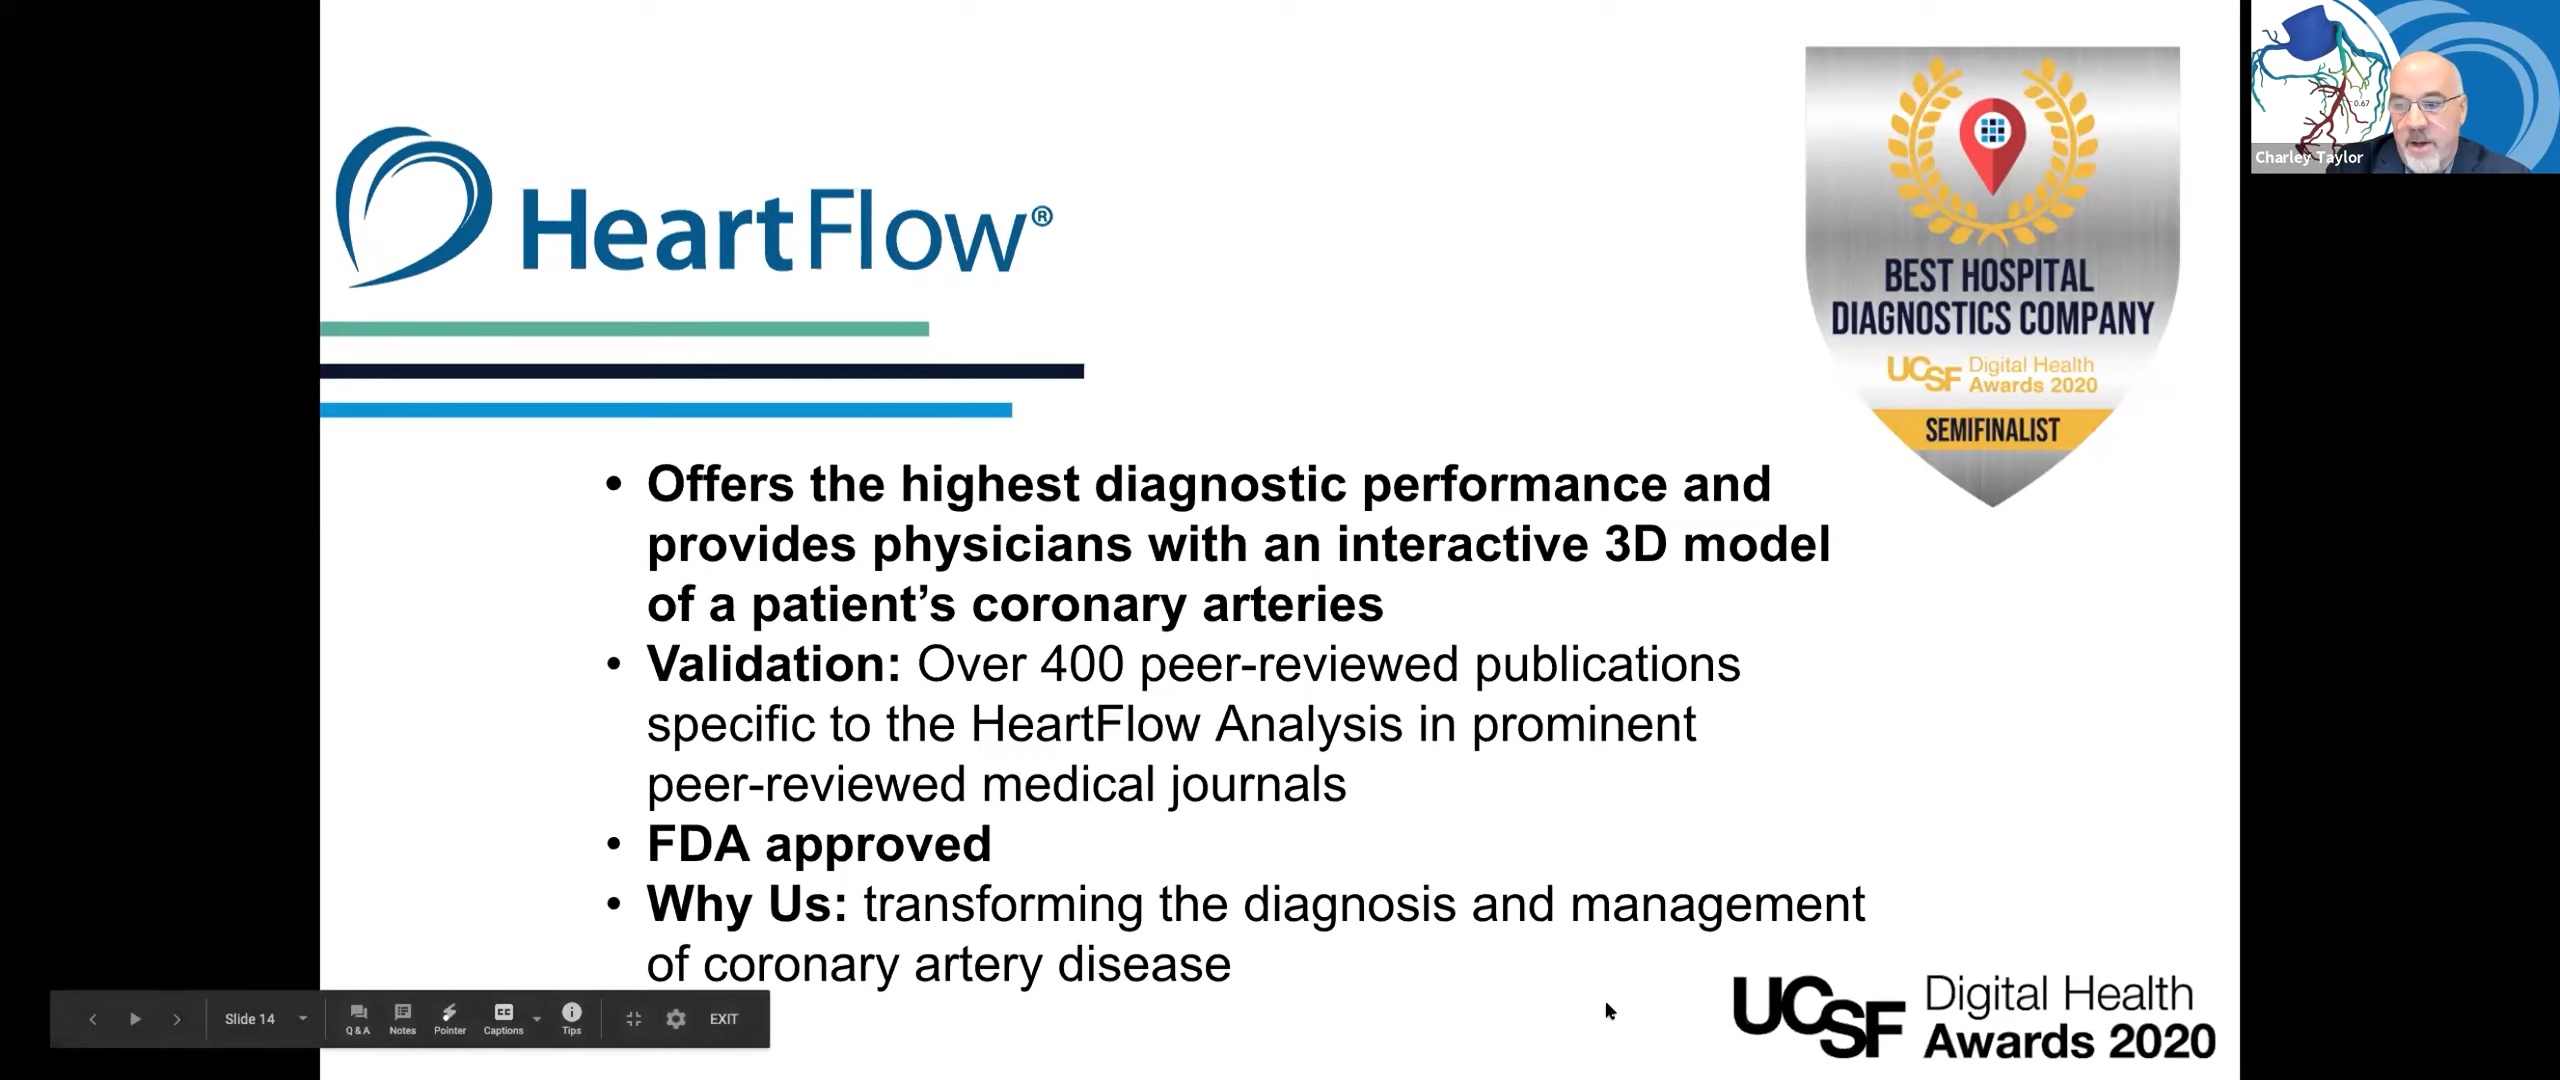 HeartFlow®
BEST HOSPITAL
DIAGNOSTICS COMPANY
UCSF Digital Health
Awards 2020
SEMIFINALIST
0.67
Charley Taylor
• Offers the highest diagnostic performance and
provides physicians with an interactive 3D model
of a patient’s coronary arteries
• Validation: Over 400 peer-reviewed publications
specific to the HeartFlow Analysis in prominent
peer-reviewed medical journals
• FDA approved
• Why Us: transforming the diagnosis and management
of coronary artery disease
Slide 14
Q & A
Notes
Pointer
CC
Captions
Tips
EXIT
UCSF Digital Health
Awards 2020